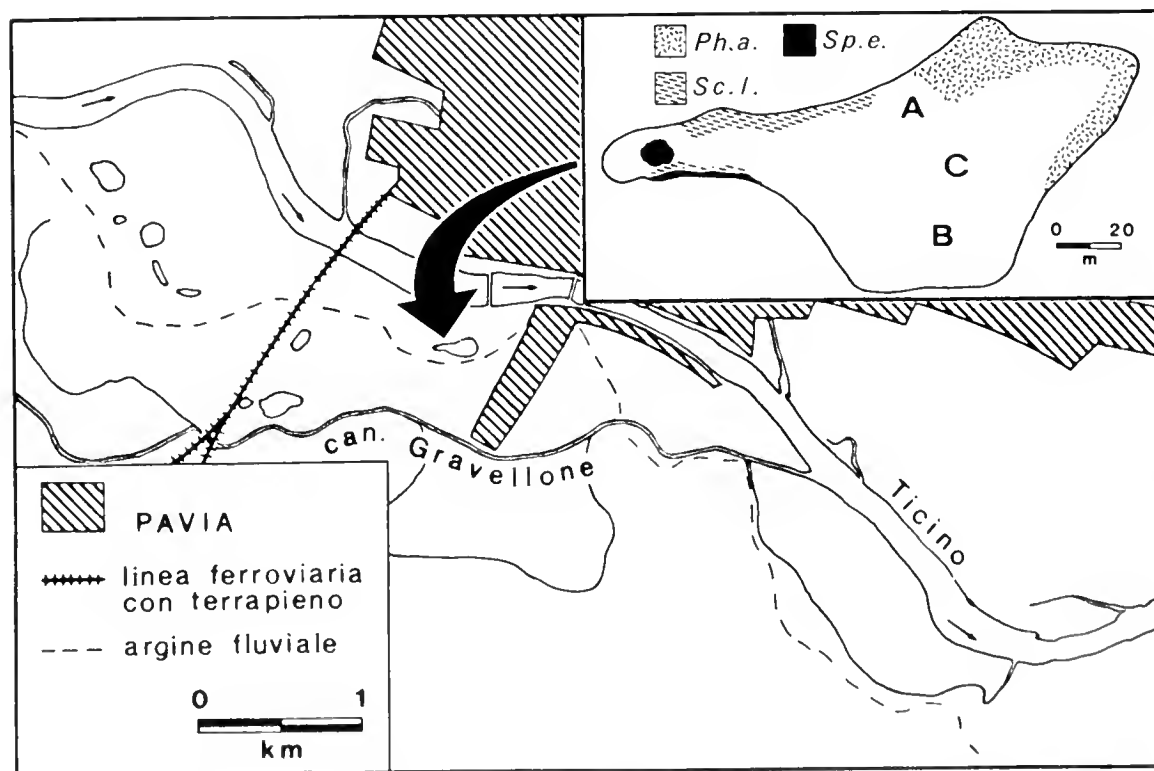 Ph.a.
Sp.e.
Sc.l.
A
C
B
0 20
m
can. Gravellone
Ticino
PAVIA
linea ferroviaria
con terrapieno
argine fluviale
0 1
km